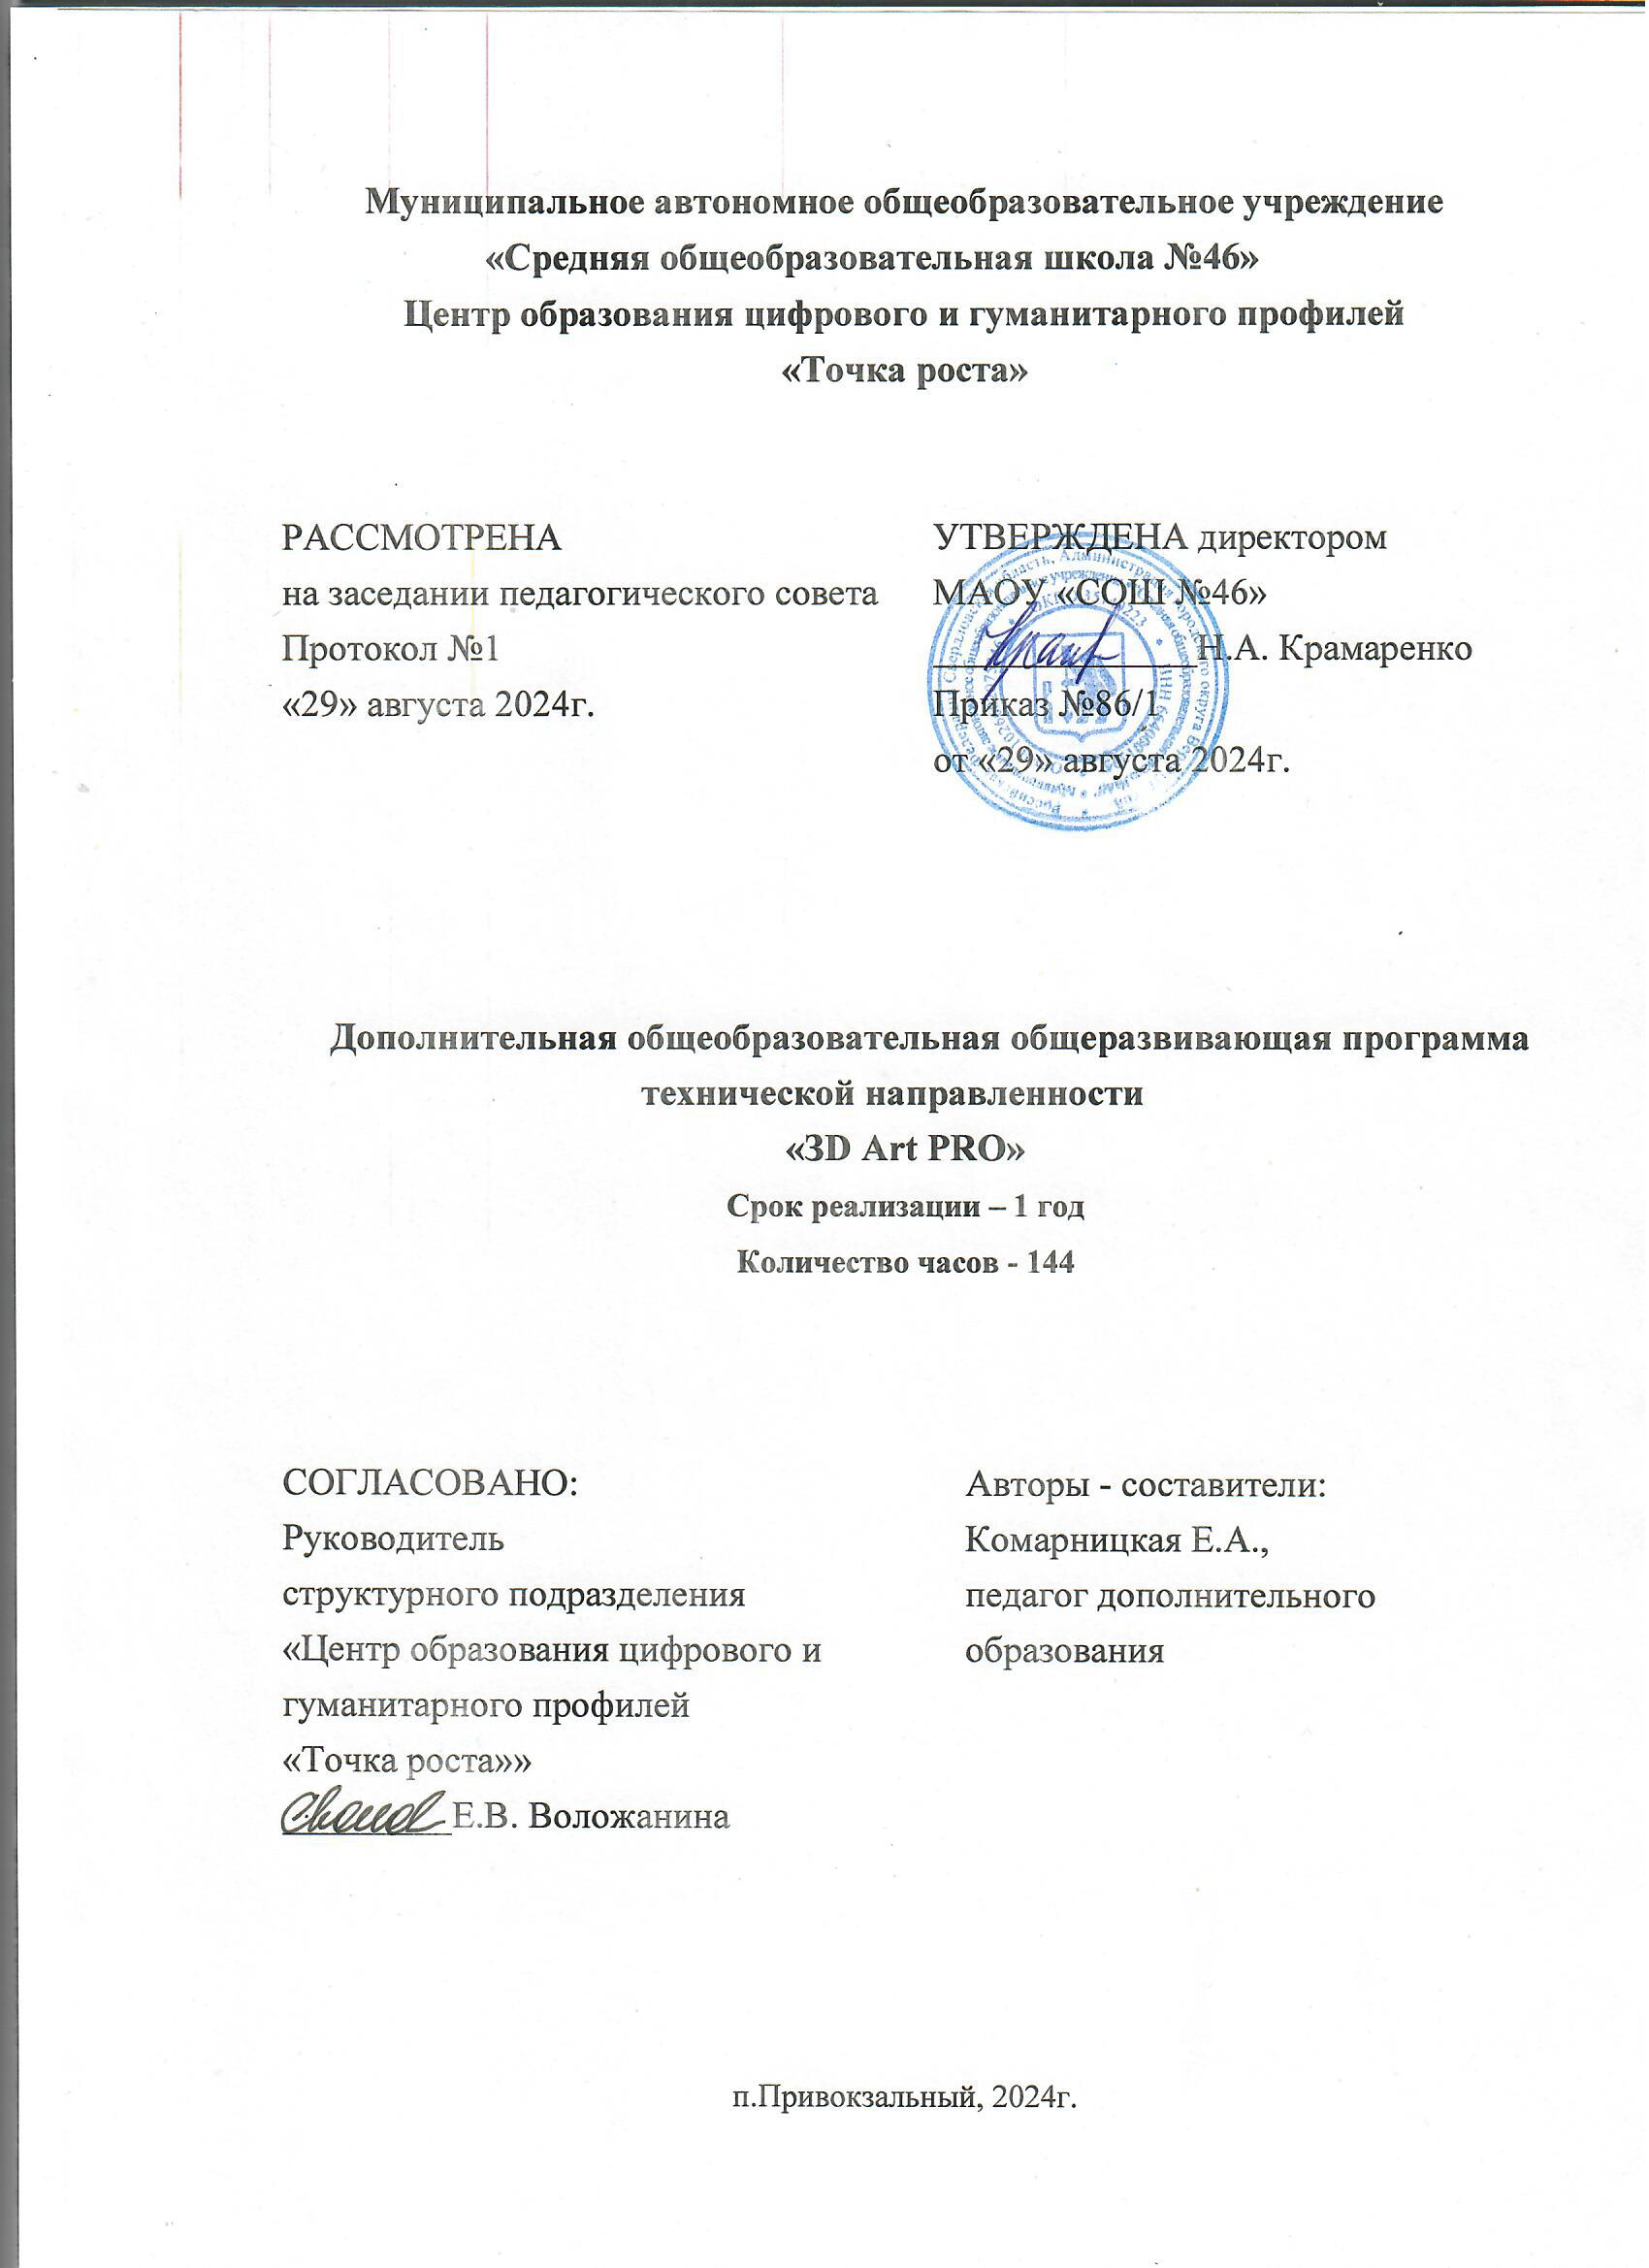 Муниципальное автономное общеобразовательное учреждение
«Средняя общеобразовательная школа №46»
Центр образования цифрового и гуманитарного профилей
«Точка роста»
РАССМОТРЕНА
на заседании педагогического совета
Протокол №1
«29» августа 2024г.
УТВЕРЖДЕНА директором
МАОУ «СОШ №46»
Н.А. Крамаренко
Приказ №86/1
от «29» августа 2024г.
Дополнительная общеобразовательная общеразвивающая программа
технической направленности
«3D Art PRO»
Срок реализации – 1 год
Количество часов - 144
СОГЛАСОВАНО:
Руководитель
структурного подразделения
«Центр образования цифрового и
гуманитарного профилей
«Точка роста»»
Е.В. Воложанина
Авторы - составители:
Комарницкая Е.А.,
педагог дополнительного
образования
п.Привокзальный, 2024г.